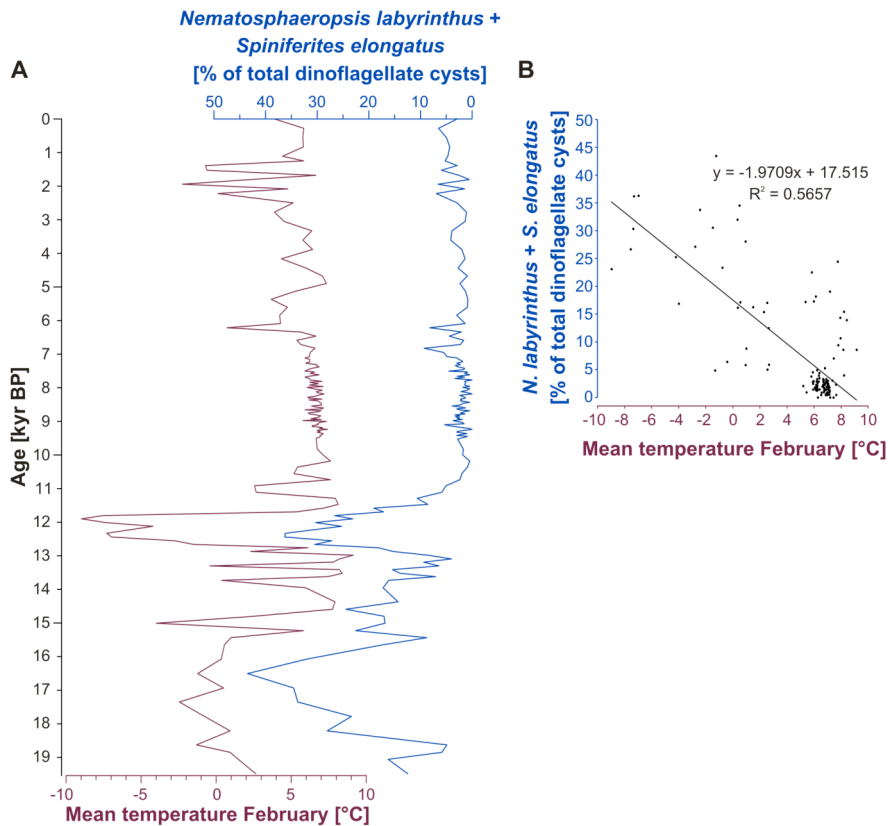 Nematosphaeropsis labyrinthus +
Spiniferites elongatus
[% of total dinoflagellate cysts]
A
50 40 30 20 10 0
Age [kyr BP]
0
1
2
3
4
5
6
7
8
9
10
11
12
13
14
15
16
17
18
19
-10 -5 0 5 10
Mean temperature February [°C]
B
N. labyrinthus + S. elongatus
[% of total dinoflagellate cysts]
50
45
40
35
30
25
20
15
10
5
0
y = -1.9709x + 17.515
R² = 0.5657
-10 -8 -6 -4 -2 0 2 4 6 8 10
Mean temperature February [°C]